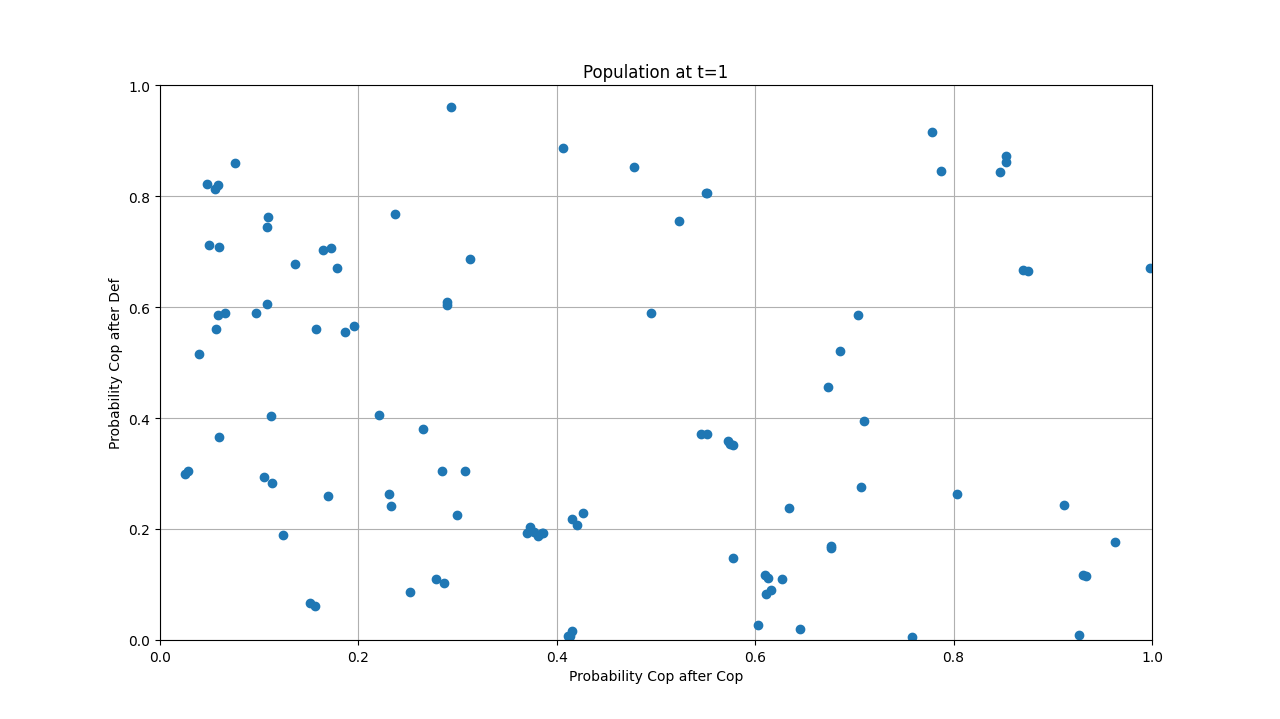 Population at t=1
1.0
0.8
0.6
0.4
0.2
0.0
Probability Cop after Def
0.0 0.2 0.4 0.6 0.8 1.0
Probability Cop after Cop